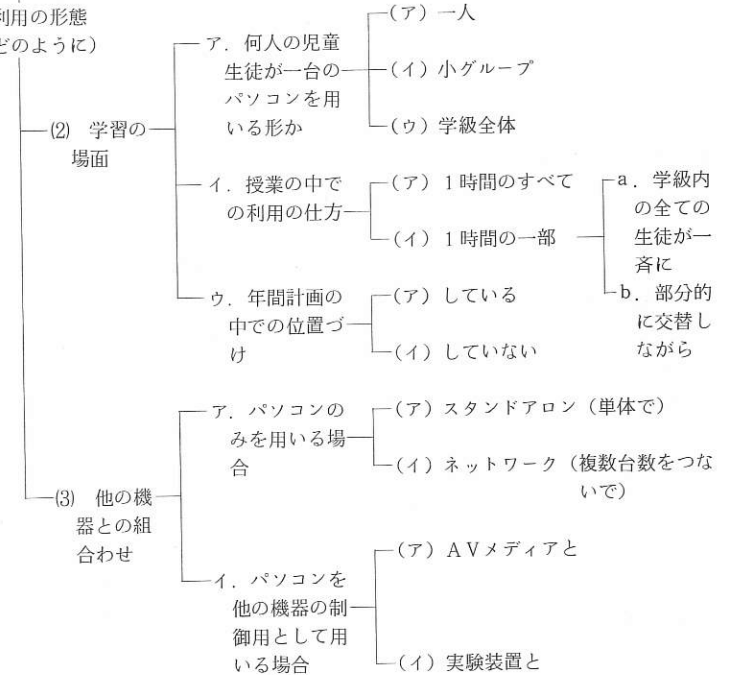 利用の形態
どのように)
(2) 学習の
場面
ア．何人の児童
生徒が一台の
パソコンを用
いる形か
(ア) 一人
(イ) 小グループ
(ウ) 学級全体
イ．授業の中で
の利用の仕方
(ア) 1時間のすべて
(イ) 1時間の一部
a．学級内
の全ての
生徒が一
斉に
b．部分的
に交替し
ながら
ウ．年間計画の
中での位置づ
け
(ア) している
(イ) していない
(3) 他の機
器との組
合わせ
ア．パソコンの
みを用いる場
合
(ア) スタンドアロン（単体で）
(イ) ネットワーク（複数台数をつな
いで）
イ．パソコンを
他の機器の制
御用として用
いる場合
(ア) AVメディアと
(イ) 実験装置と